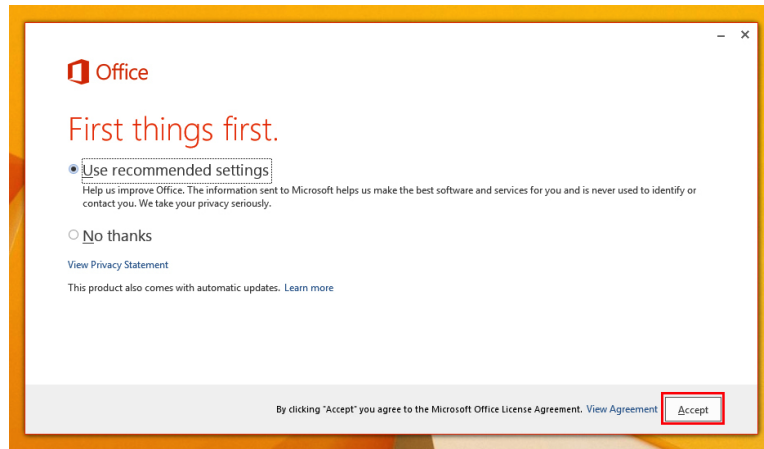 Office
First things first.
Use recommended settings
Help us improve Office. The information sent to Microsoft helps us make the best software and services for you and is never used to identify or
contact you. We take your privacy seriously.
No thanks
View Privacy Statement
This product also comes with automatic updates. Learn more
By clicking "Accept" you agree to the Microsoft Office License Agreement. View Agreement Accept